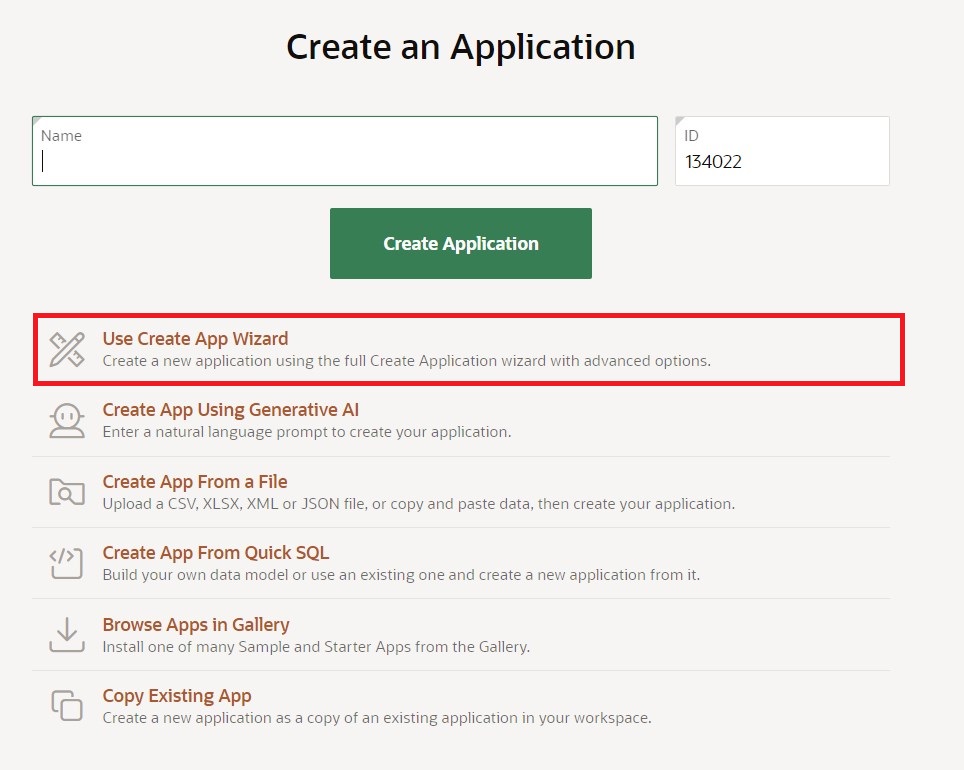 Create an Application
Name
ID
134022
Create Application
Use Create App Wizard
Create a new application using the full Create Application wizard with advanced options.
Create App Using Generative AI
Enter a natural language prompt to create your application.
Create App From a File
Upload a CSV, XLSX, XML or JSON file, or copy and paste data, then create your application.
Create App From Quick SQL
Build your own data model or use an existing one and create a new application from it.
Browse Apps in Gallery
Install one of many Sample and Starter Apps from the Gallery.
Copy Existing App
Create a new application as a copy of an existing application in your workspace.